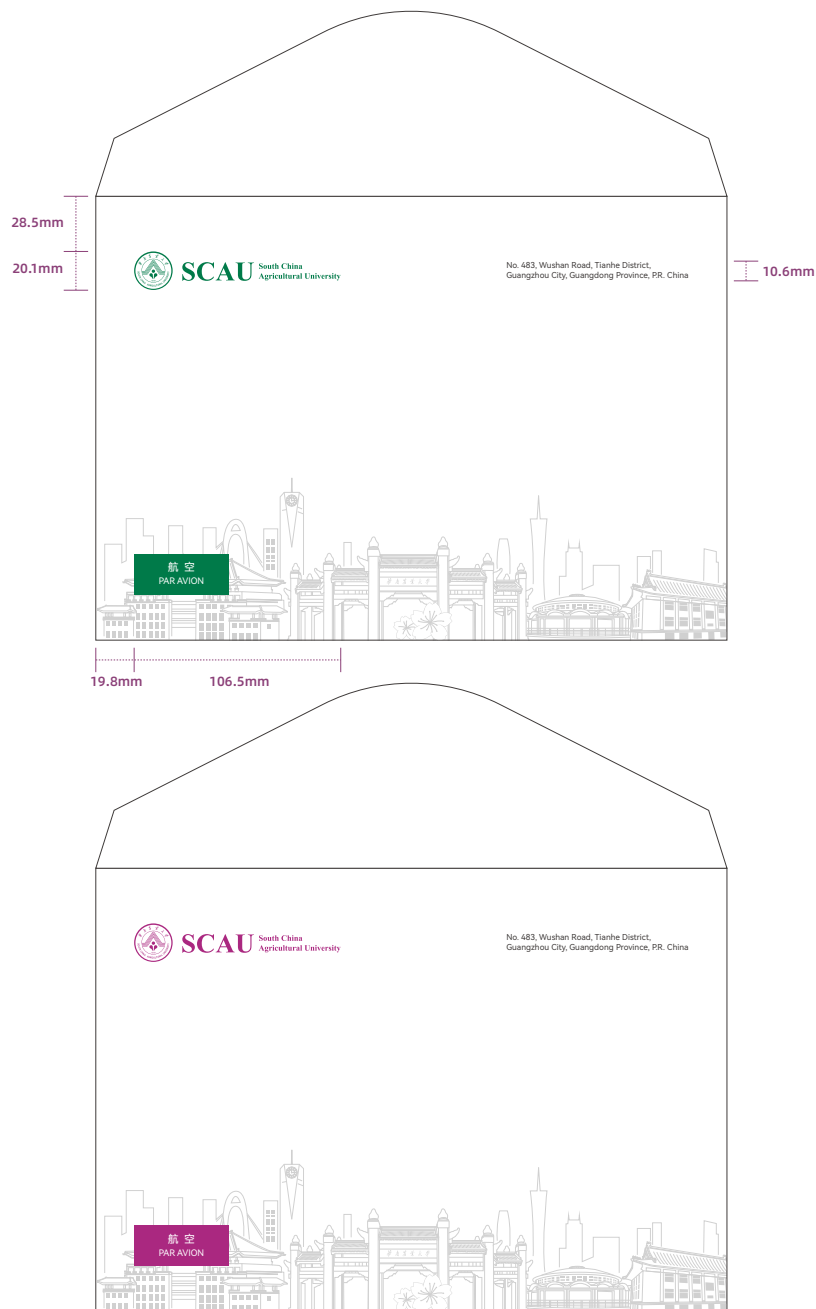 28.5mm
20.1mm
SCAU South China
Agricultural University
No. 483, Wushan Road, Tianhe District,
Guangzhou City, Guangdong Province, P.R. China
10.6mm
航 空
PAR AVION
19.8mm
106.5mm
SCAU South China
Agricultural University
No. 483, Wushan Road, Tianhe District,
Guangzhou City, Guangdong Province, P.R. China
航 空
PAR AVION